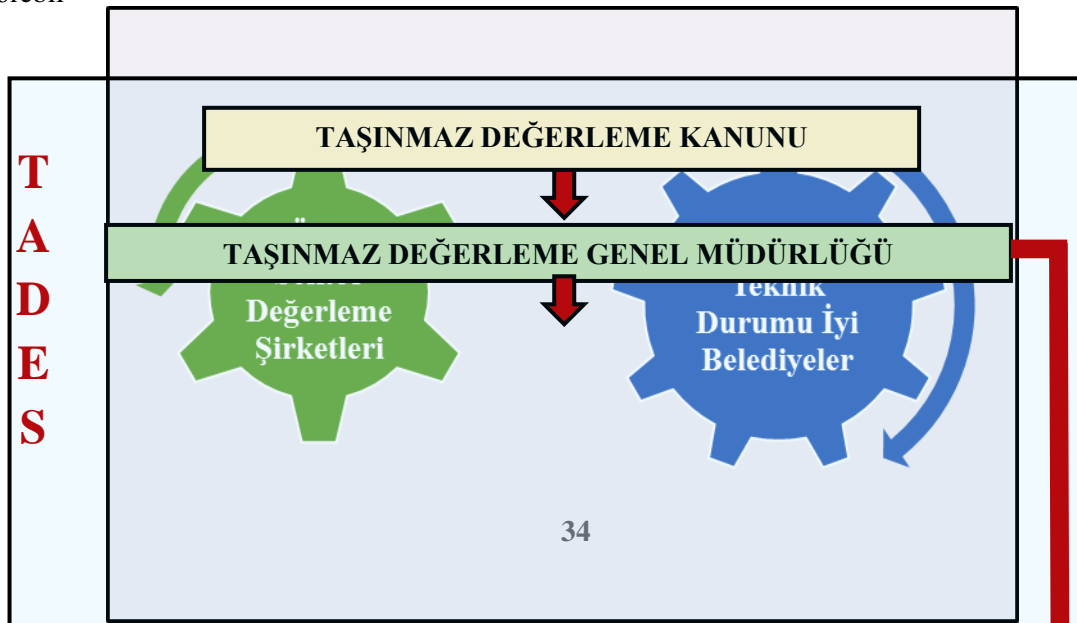 TAŞINMAZ DEĞERLEME KANUNU
TAŞINMAZ DEĞERLEME GENEL MÜDÜRLÜĞÜ
T
A
D
E
S
Değerleme
Şirketleri
Teknik
Durumu İyi
Belediyeler
34